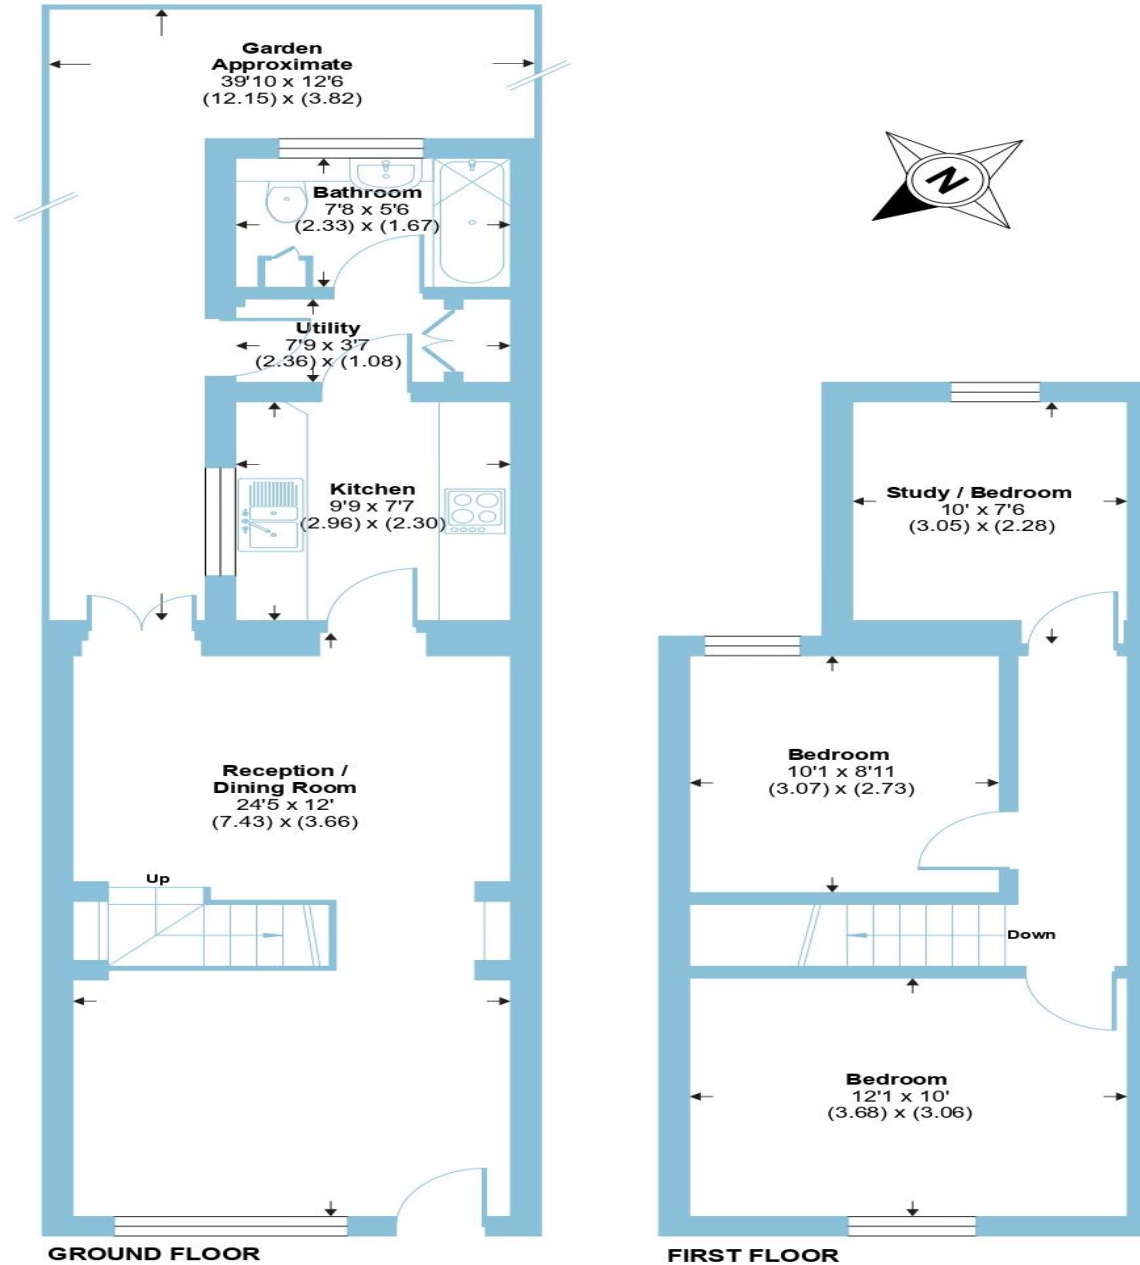 Garden
Approximate
39'10 x 12'6
(12.15) x (3.82)
N
Bathroom
7'8 x 5'6
(2.33) x (1.67)
Utility
7'9 x 3'7
(2.36) x (1.08)
Kitchen
9'9 x 7'7
(2.96) x (2.30)
Study / Bedroom
10' x 7'6
(3.05) x (2.28)
Reception /
Dining Room
24'5 x 12'
(7.43) x (3.66)
Bedroom
10'1 x 8'11
(3.07) x (2.73)
Up
Down
Bedroom
12'1 x 10'
(3.68) x (3.06)
GROUND FLOOR
FIRST FLOOR